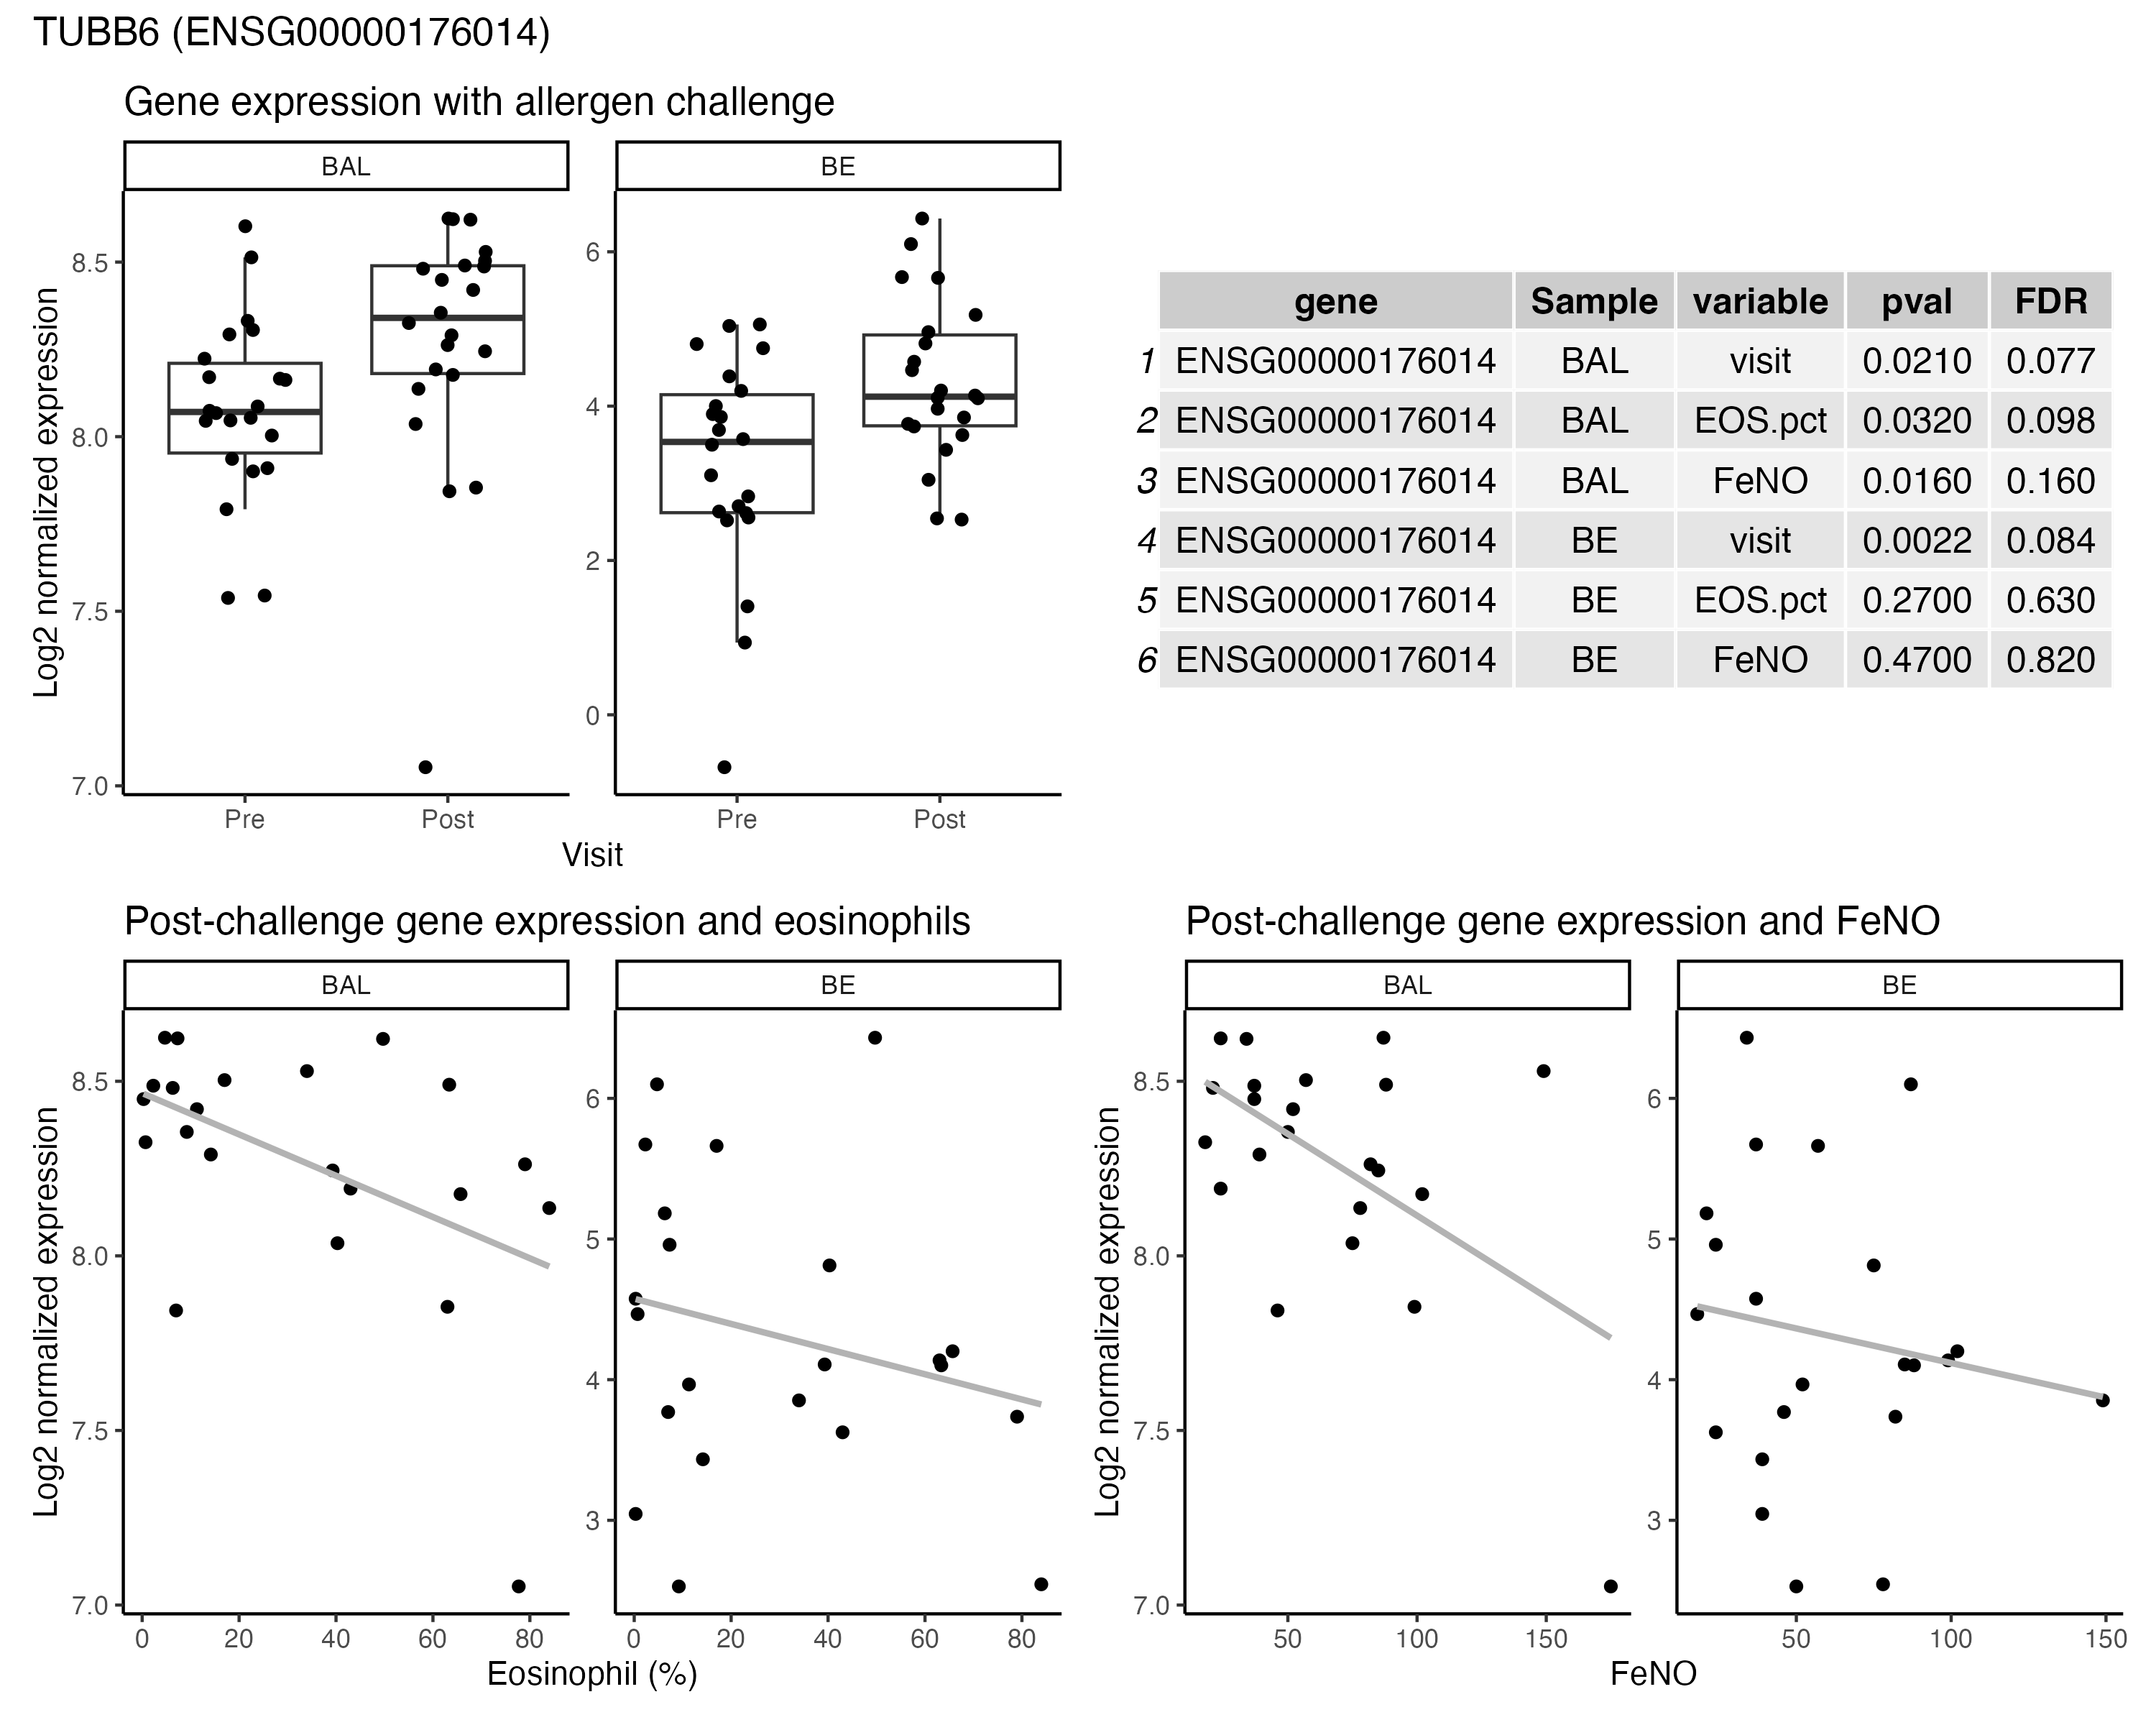 TUBB6 (ENSG00000176014)
Gene expression with allergen challenge
BAL
BE
Log2 normalized expression
8.5
8.0
7.5
7.0
6
4
2
0
Pre
Post
Pre
Post
Visit
gene Sample variable pval FDR
1 ENSG00000176014 BAL visit 0.0210 0.077
2 ENSG00000176014 BAL EOS.pct 0.0320 0.098
3 ENSG00000176014 BAL FeNO 0.0160 0.160
4 ENSG00000176014 BE visit 0.0022 0.084
5 ENSG00000176014 BE EOS.pct 0.2700 0.630
6 ENSG00000176014 BE FeNO 0.4700 0.820
Post-challenge gene expression and eosinophils
BAL
BE
Log2 normalized expression
8.5
8.0
7.5
7.0
6
5
4
3
0 20 40 60 80
0 20 40 60 80
Eosinophil (%)
Post-challenge gene expression and FeNO
BAL
BE
Log2 normalized expression
8.5
8.0
7.5
7.0
6
5
4
3
50 100 150
50 100 150
FeNO